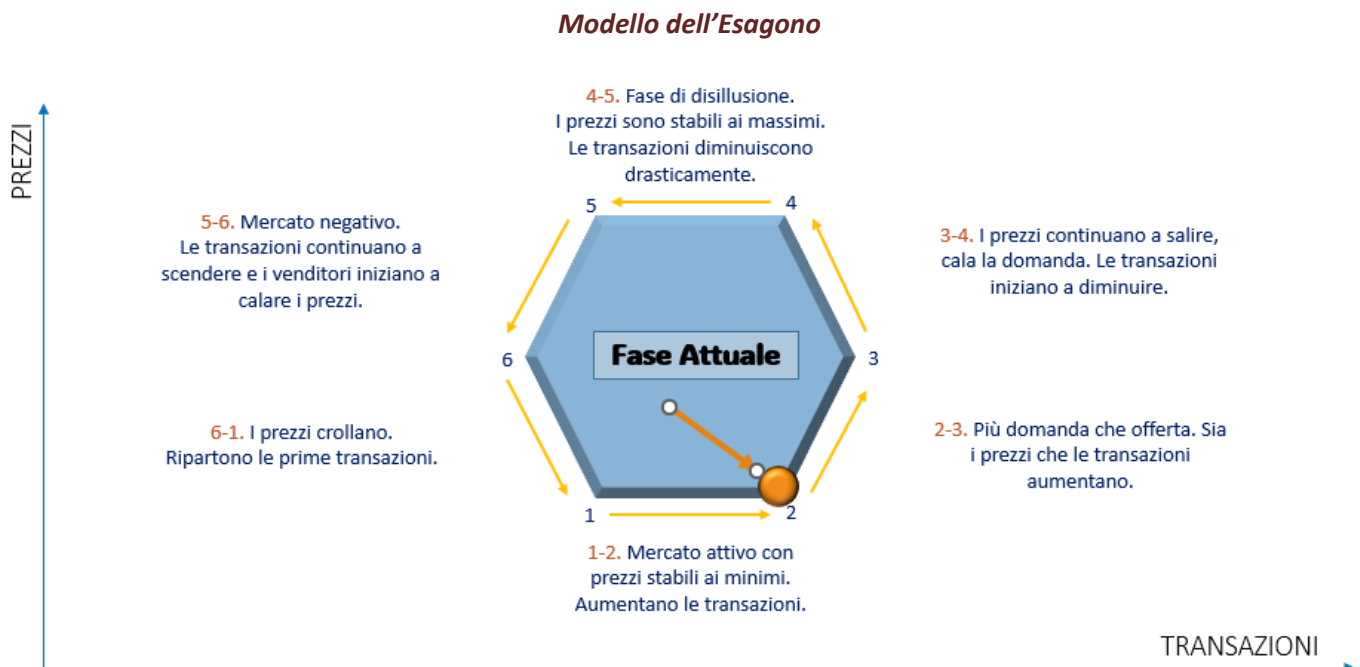 Modello dell'Esagono
PREZZI
4-5. Fase di disillusione.
I prezzi sono stabili ai massimi.
Le transazioni diminuiscono
drasticamente.
5
4
5-6. Mercato negativo.
Le transazioni continuano a
scendere e i venditori iniziano a
calare i prezzi.
3-4. I prezzi continuano a salire,
cala la domanda. Le transazioni
iniziano a diminuire.
6
Fase Attuale
3
6-1. I prezzi crollano.
Ripartono le prime transazioni.
2-3. Più domanda che offerta. Sia
i prezzi che le transazioni
aumentano.
1
2
1-2. Mercato attivo con
prezzi stabili ai minimi.
Aumentano le transazioni.
TRANSAZIONI